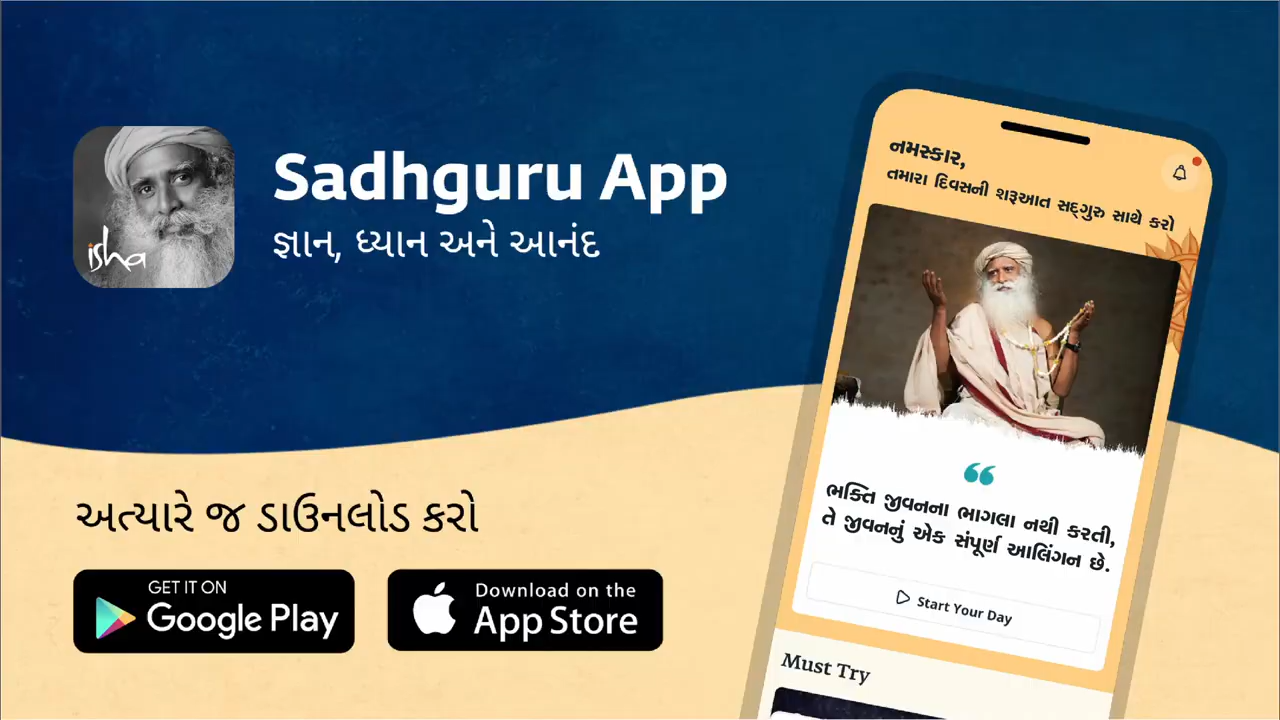 isha
Sadhguru App
જ્ઞાન, ધ્યાન અને આનંદ
અત્યારે જ ડાઉનલોડ કરો
GET IT ON
Google Play
Download on the
App Store
નમસ્કાર,
તમારા દિવસની શરૂઆત સદ્‌ગુરુ સાથે કરો
ભક્તિ જીવનના ભાગલા નથી કરતી,
તે જીવનનું એક સંપૂર્ણ આલિંગન છે.
Start Your Day
Must Try